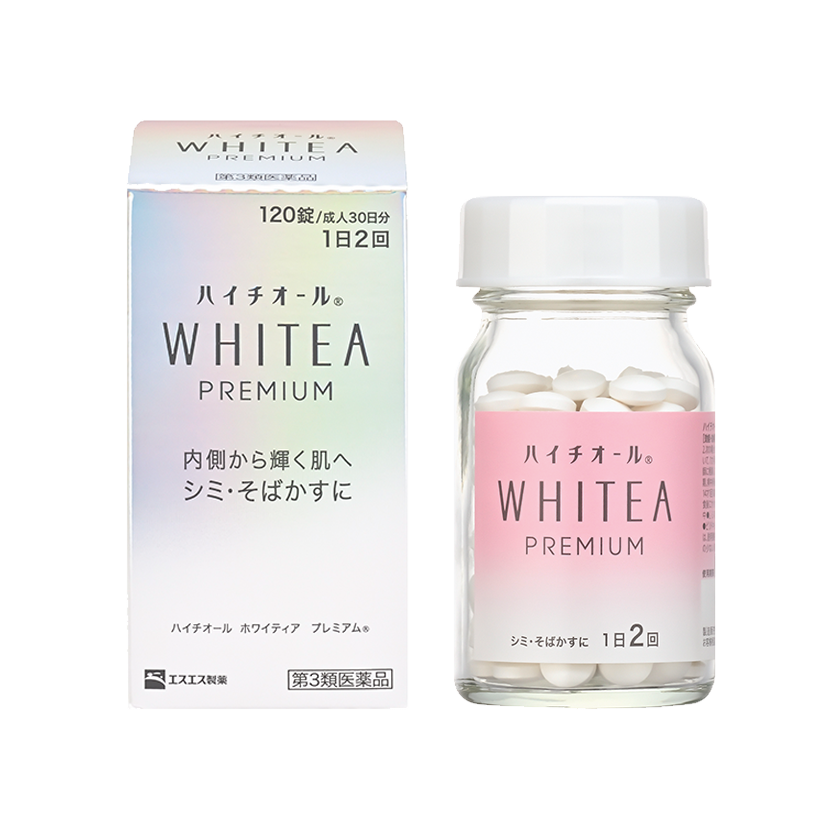 ハイチオール®
WHITEA
PREMIUM
第3類医薬品
120錠/成人30日分
1日2回
ハイチオール®
WHITEA
PREMIUM
内側から輝く肌へ
シミ・そばかすに
ハイチオール ホワイティア プレミアム®
エスエス製薬
第3類医薬品
ハイチオール®
WHITEA
PREMIUM
シミ・そばかすに 1日2回